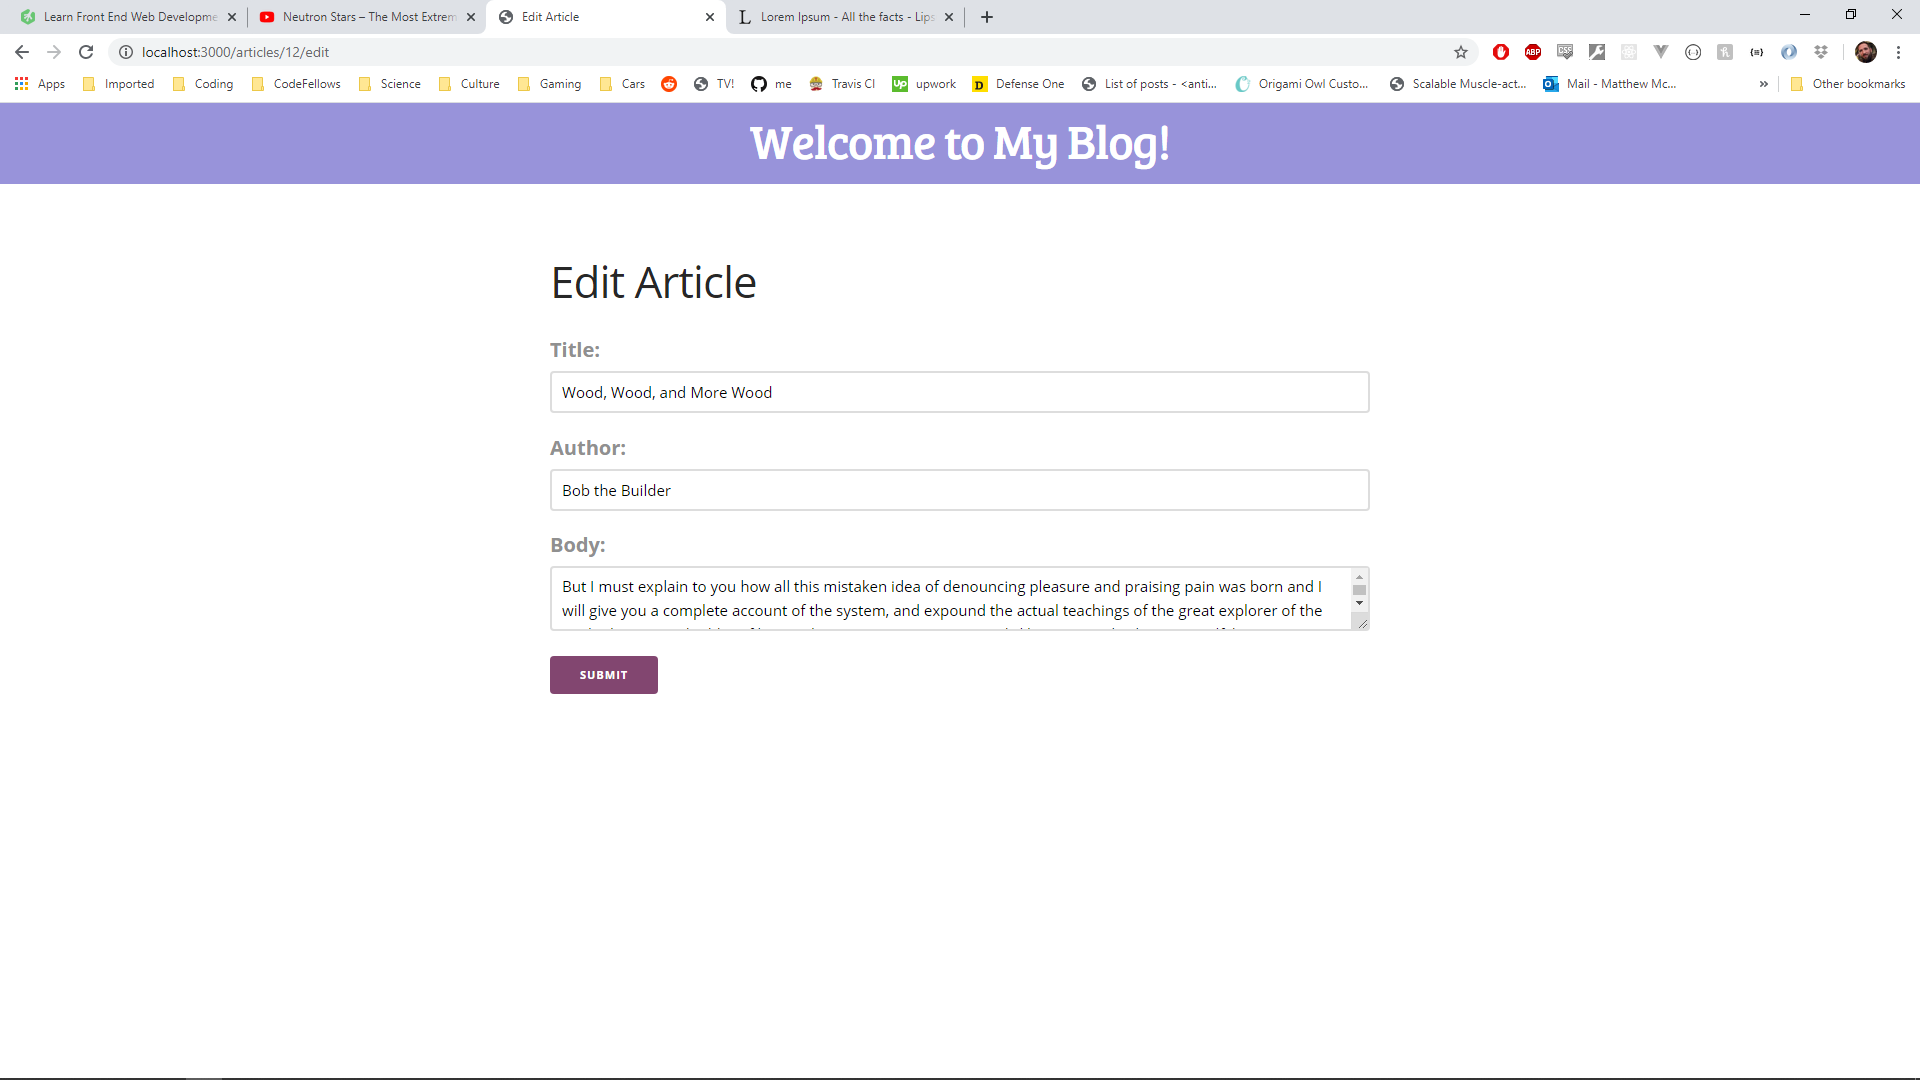 Learn Front End Web Developme
Neutron Stars – The Most Extrem
Edit Article
Lorem Ipsum - All the facts - Lips
localhost:3000/articles/12/edit
Apps Imported Coding CodeFellows Science Culture Gaming Cars TV! me Travis CI upwork Defense One List of posts - <anti... Origami Owl Custo... Scalable Muscle-act... Mail - Matthew Mc... » Other bookmarks
Welcome to My Blog!
Edit Article
Title:
Wood, Wood, and More Wood
Author:
Bob the Builder
Body:
But I must explain to you how all this mistaken idea of denouncing pleasure and praising pain was born and I
will give you a complete account of the system, and expound the actual teachings of the great explorer of the
SUBMIT